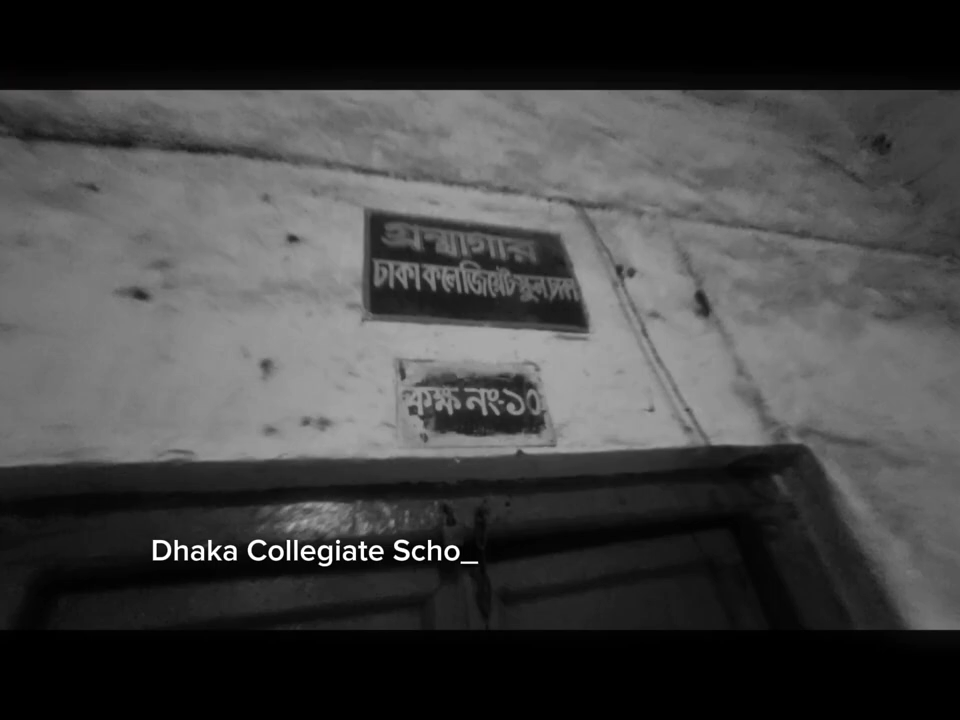 গ্রন্থাগার
ঢাকা কলেজিয়েট স্কুল
কক্ষ নং-১০
Dhaka Collegiate Scho_